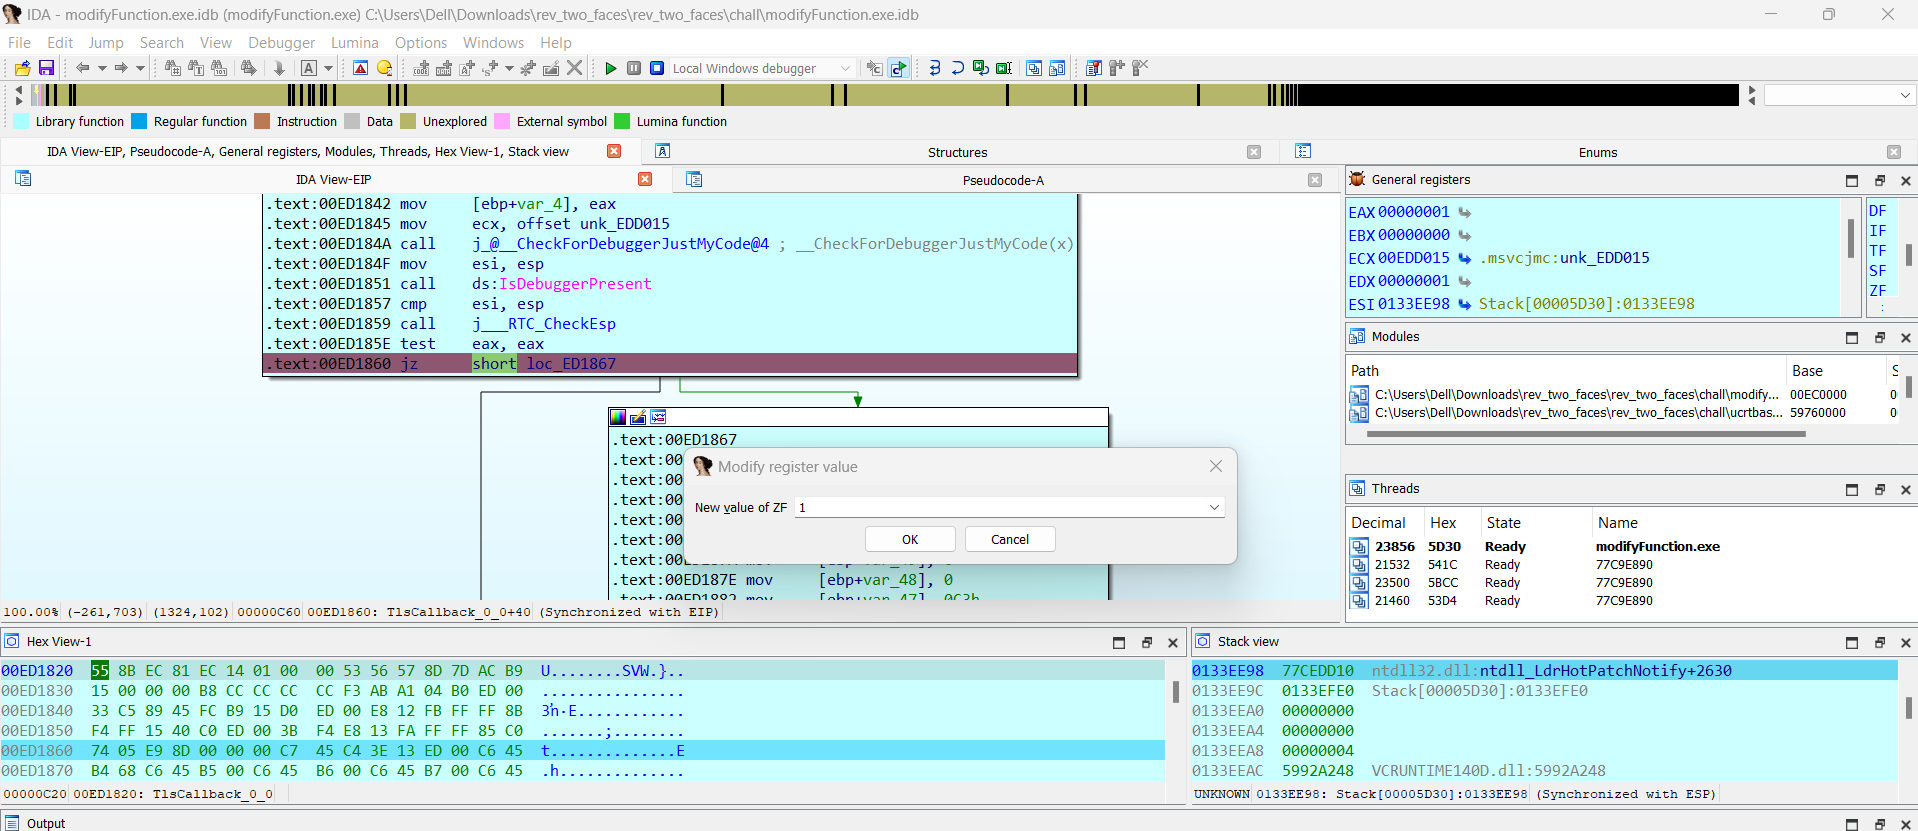 IDA - modifyFunction.exe.idb (modifyFunction.exe) C:\Users\Dell\Downloads\rev_two_faces\rev_two_faces\chall\modifyFunction.exe.idb
File Edit Jump Search View Debugger Lumina Options Windows Help
Local Windows debugger
Library function Regular function Instruction Data Unexplored External symbol Lumina function
IDA View-EIP, Pseudocode-A, General registers, Modules, Threads, Hex View-1, Stack view
Structures
Enums
IDA View-EIP
Pseudocode-A
.text:00ED1842 mov [ebp+var_4], eax
.text:00ED1845 mov ecx, offset unk_EDD015
.text:00ED184A call j_@__CheckForDebuggerJustMyCode@4 ; __CheckForDebuggerJustMyCode(x)
.text:00ED184F mov esi, esp
.text:00ED1851 call ds:IsDebuggerPresent
.text:00ED1857 cmp esi, esp
.text:00ED1859 call j___RTC_CheckEsp
.text:00ED185E test eax, eax
.text:00ED1860 jz short loc_ED1867
.text:00ED1867
.text:00
.text:00
.text:00
.text:00
.text:00
.text:00
.text:00ED187E mov [ebp+var_48], 0
Modify register value
New value of ZF 1
OK Cancel
100.00% (-261,703) (1324,102) 00000C60 00ED1860: TlsCallback_0_0+40 (Synchronized with EIP)
General registers
EAX 00000001
EBX 00000000
ECX 00EDD015 .msvcjmc:unk_EDD015
EDX 00000001
ESI 0133EE98 Stack[00005D30]:0133EE98
DF
IF
TF
SF
ZF
Modules
Path Base S
C:\Users\Dell\Downloads\rev_two_faces\rev_two_faces\chall\modify... 00EC0000 0
C:\Users\Dell\Downloads\rev_two_faces\rev_two_faces\chall\ucrtbas... 59760000 0
Threads
Decimal Hex State Name
23856 5D30 Ready modifyFunction.exe
21532 541C Ready 77C9E890
23500 5BCC Ready 77C9E890
21460 53D4 Ready 77C9E890
Hex View-1
00ED1820 55 8B EC 81 EC 14 01 00 00 53 56 57 8D 7D AC B9 U........SVW.}..
00ED1830 15 00 00 00 B8 CC CC CC CC F3 AB A1 04 B0 ED 00 ................
00ED1840 33 C5 89 45 FC B9 15 D0 ED 00 E8 12 FB FF FF 8B
00ED1850 F4 FF 15 40 C0 ED 00 3B F4 E8 13 FA FF FF 85 C0 .......;........
00ED1860 74 05 E9 8D 00 00 00 C7 45 C4 3E 13 ED 00 C6 45 t..............E
00ED1870 B4 68 C6 45 B5 00 C6 45 B6 00 C6 45 B7 00 C6 45 .h..............
00000C20 00ED1820: TlsCallback_0_0
Stack view
0133EE98 77CEDD10 ntdll32.dll:ntdll_LdrHotPatchNotify+2630
0133EE9C 0133EFE0 Stack[00005D30]:0133EFE0
0133EEA0 00000000
0133EEA4 00000000
0133EEA8 00000004
0133EEAC 5992A248 VCRUNTIME140D.dll:5992A248
UNKNOWN 0133EE98: Stack[00005D30]:0133EE98 (Synchronized with ESP)
Output